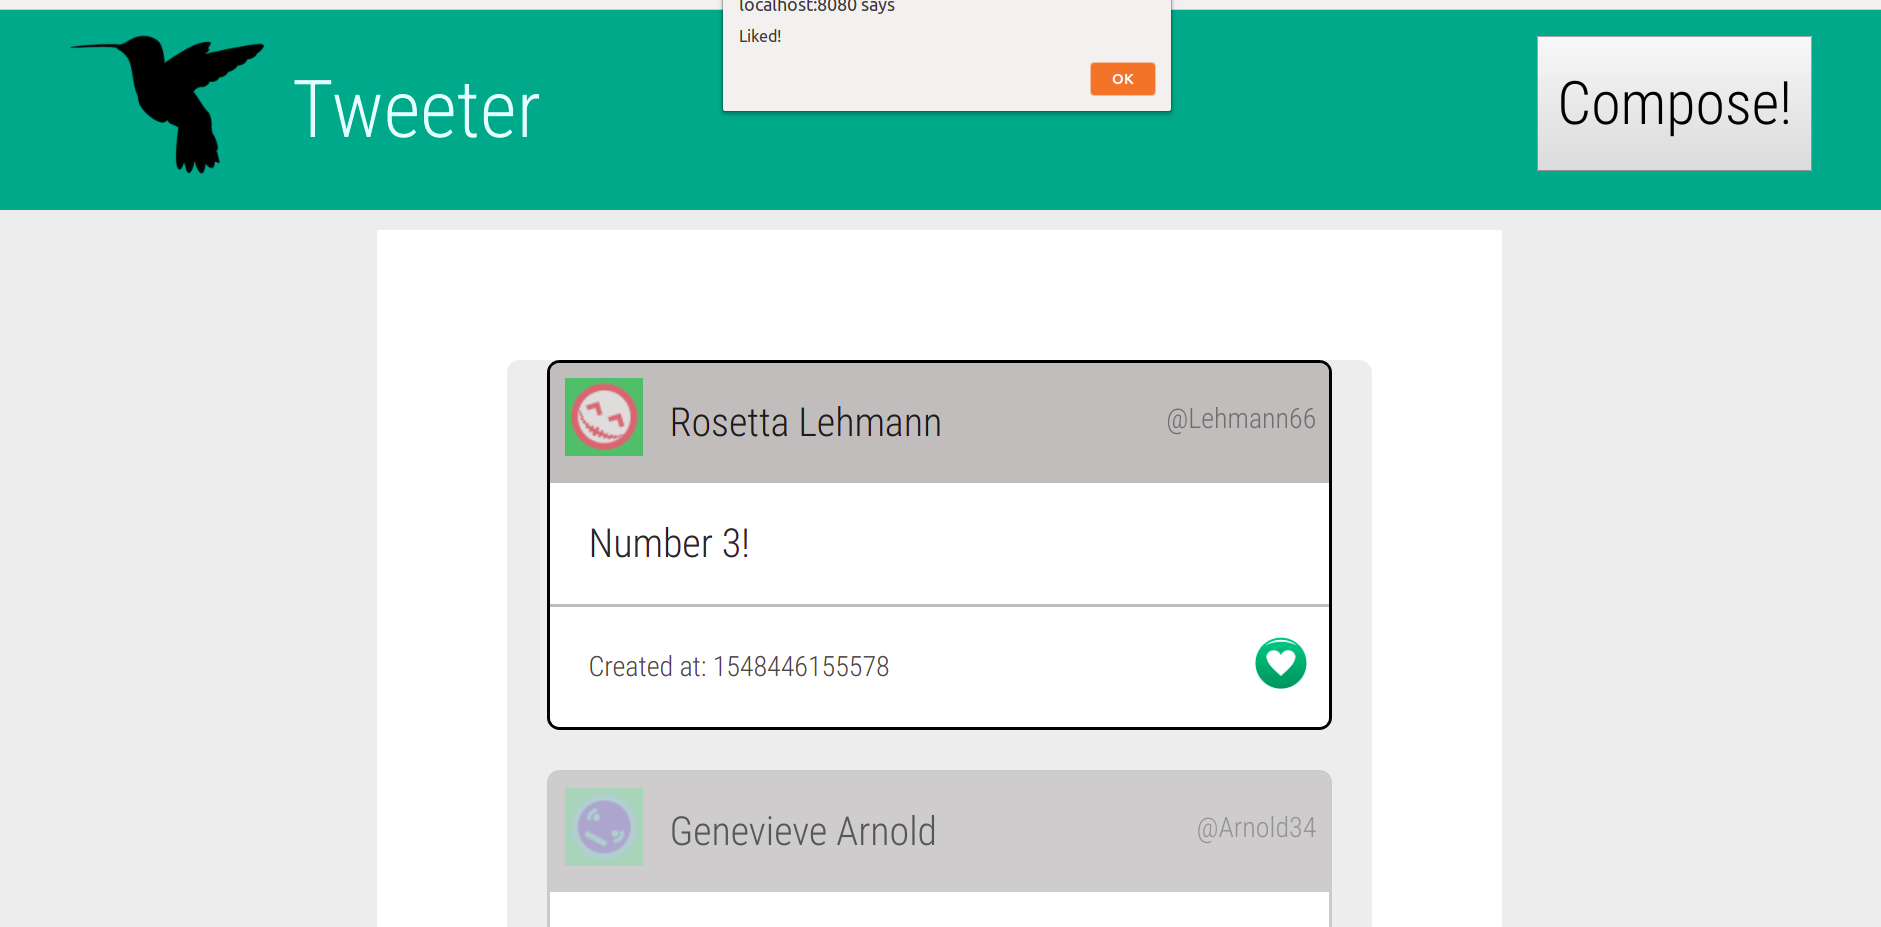 localhost:8080 says
Liked!
OK
Tweeter
Compose!
Rosetta Lehmann
@Lehmann66
Number 3!
Created at: 1548446155578
Genevieve Arnold
@Arnold34